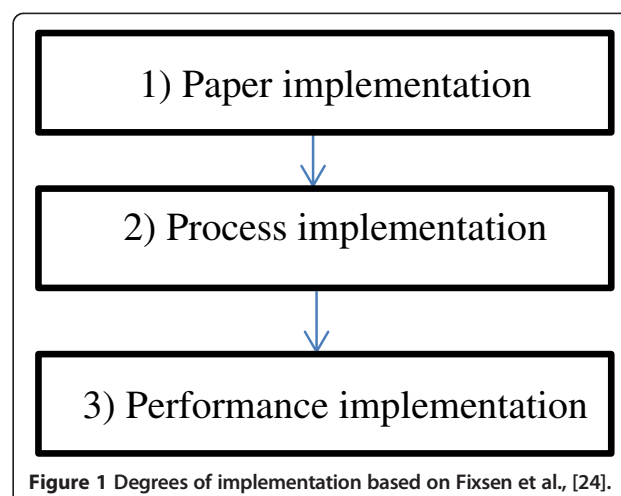 1) Paper implementation
2) Process implementation
3) Performance implementation
Figure 1 Degrees of implementation based on Fixsen et al., [24].